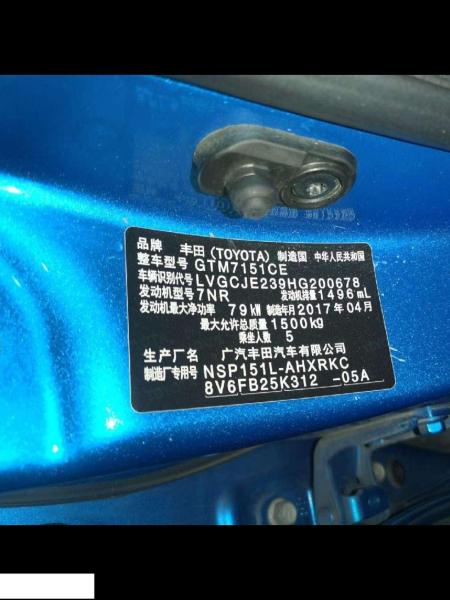 品牌 丰田(TOYOTA) 制造国 中华人民共和国
整车型号 GTM7151CE
车辆识别代号 LVGCJE239HG200678
发动机型号 7NR 发动机排量 1496mL
发动机最大净功率 79kW 制造年月 2017年04月
最大允许总质量 1500kg
乘坐人数 5
生产厂名 广汽丰田汽车有限公司
制造厂专用号 NSP151L-AHXRKC
8V6FB25K312 -05A